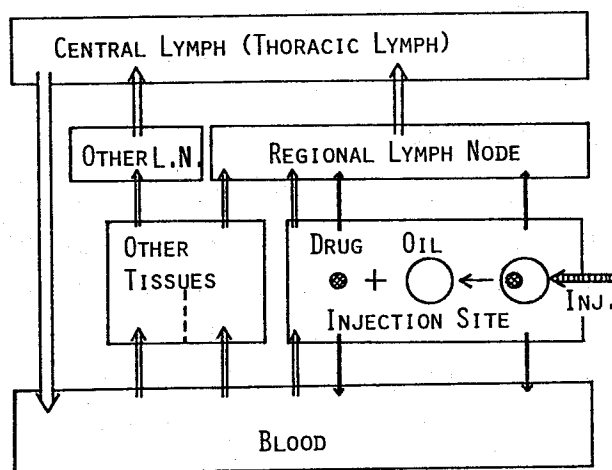 CENTRAL LYMPH (THORACIC LYMPH)
OTHER L.N.
REGIONAL LYMPH NODE
OTHER
TISSUES
DRUG OIL
+
INJ.
INJECTION SITE
BLOOD